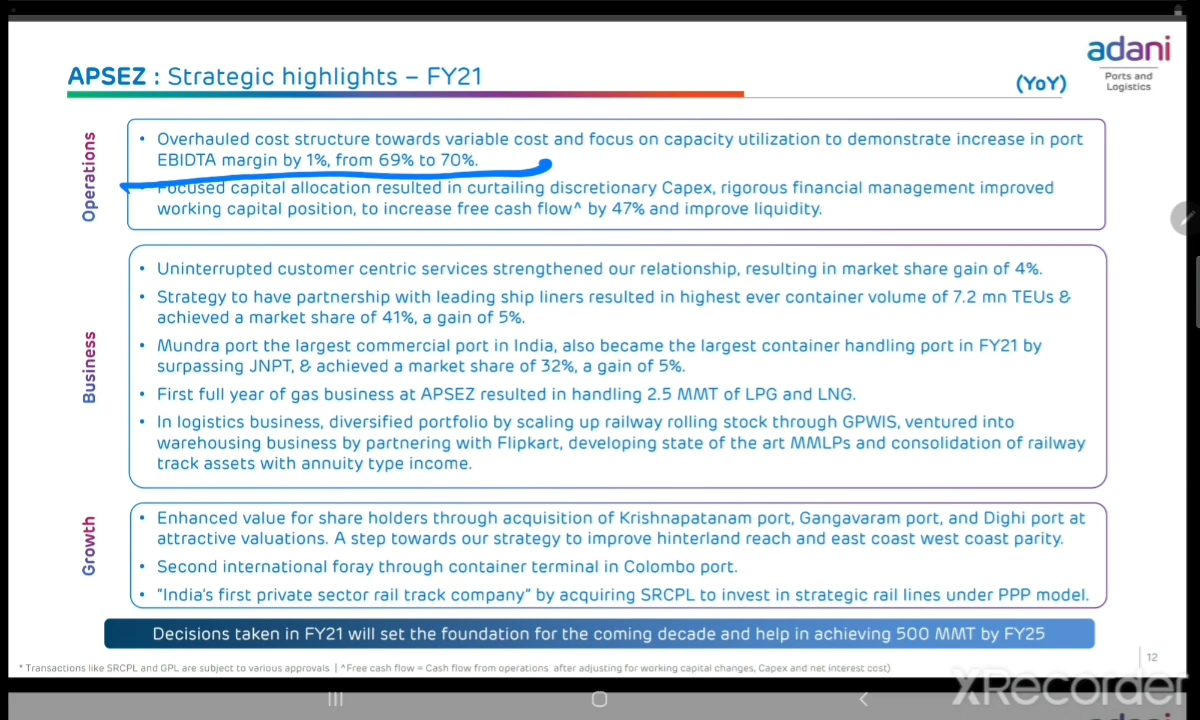 adani
Ports and
Logistics
APSEZ : Strategic highlights – FY21
(YoY)
Operations
• Overhauled cost structure towards variable cost and focus on capacity utilization to demonstrate increase in port
EBIDTA margin by 1%, from 69% to 70%.
• Focused capital allocation resulted in curtailing discretionary Capex, rigorous financial management improved
working capital position, to increase free cash flow^ by 47% and improve liquidity.
Business
• Uninterrupted customer centric services strengthened our relationship, resulting in market share gain of 4%.
• Strategy to have partnership with leading ship liners resulted in highest ever container volume of 7.2 mn TEUs &
achieved a market share of 41%, a gain of 5%.
• Mundra port the largest commercial port in India, also became the largest container handling port in FY21 by
surpassing JNPT, & achieved a market share of 32%, a gain of 5%.
• First full year of gas business at APSEZ resulted in handling 2.5 MMT of LPG and LNG.
• In logistics business, diversified portfolio by scaling up railway rolling stock through GPWIS, ventured into
warehousing business by partnering with Flipkart, developing state of the art MMLPs and consolidation of railway
track assets with annuity type income.
Growth
• Enhanced value for share holders through acquisition of Krishnapatanam port, Gangavaram port, and Dighi port at
attractive valuations. A step towards our strategy to improve hinterland reach and east coast west coast parity.
• Second international foray through container terminal in Colombo port.
• "India's first private sector rail track company" by acquiring SRCPL to invest in strategic rail lines under PPP model.
Decisions taken in FY21 will set the foundation for the coming decade and help in achieving 500 MMT by FY25
* Transactions like SRCPL and GPL are subject to various approvals | ^Free cash flow = Cash flow from operations after adjusting for working capital changes, Capex and net interest cost)
12
XRecorder
adani